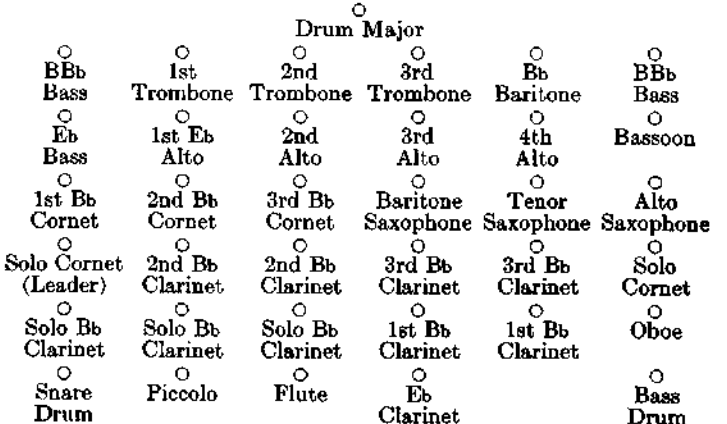 Drum Major
BBb 1st 2nd 3rd Bb BBb
Bass Trombone Trombone Trombone Baritone Bass
Eb 1st Eb 2nd 3rd 4th Bassoon
Bass Alto Alto Alto Alto
1st Bb 2nd Bb 3rd Bb Baritone Tenor Alto
Cornet Cornet Cornet Saxophone Saxophone Saxophone
Solo Cornet 2nd Bb 2nd Bb 3rd Bb 3rd Bb Solo
(Leader) Clarinet Clarinet Clarinet Clarinet Cornet
Solo Bb Solo Bb Solo Bb 1st Bb 1st Bb Oboe
Clarinet Clarinet Clarinet Clarinet Clarinet
Snare Piccolo Flute Eb Bass
Drum Clarinet Drum